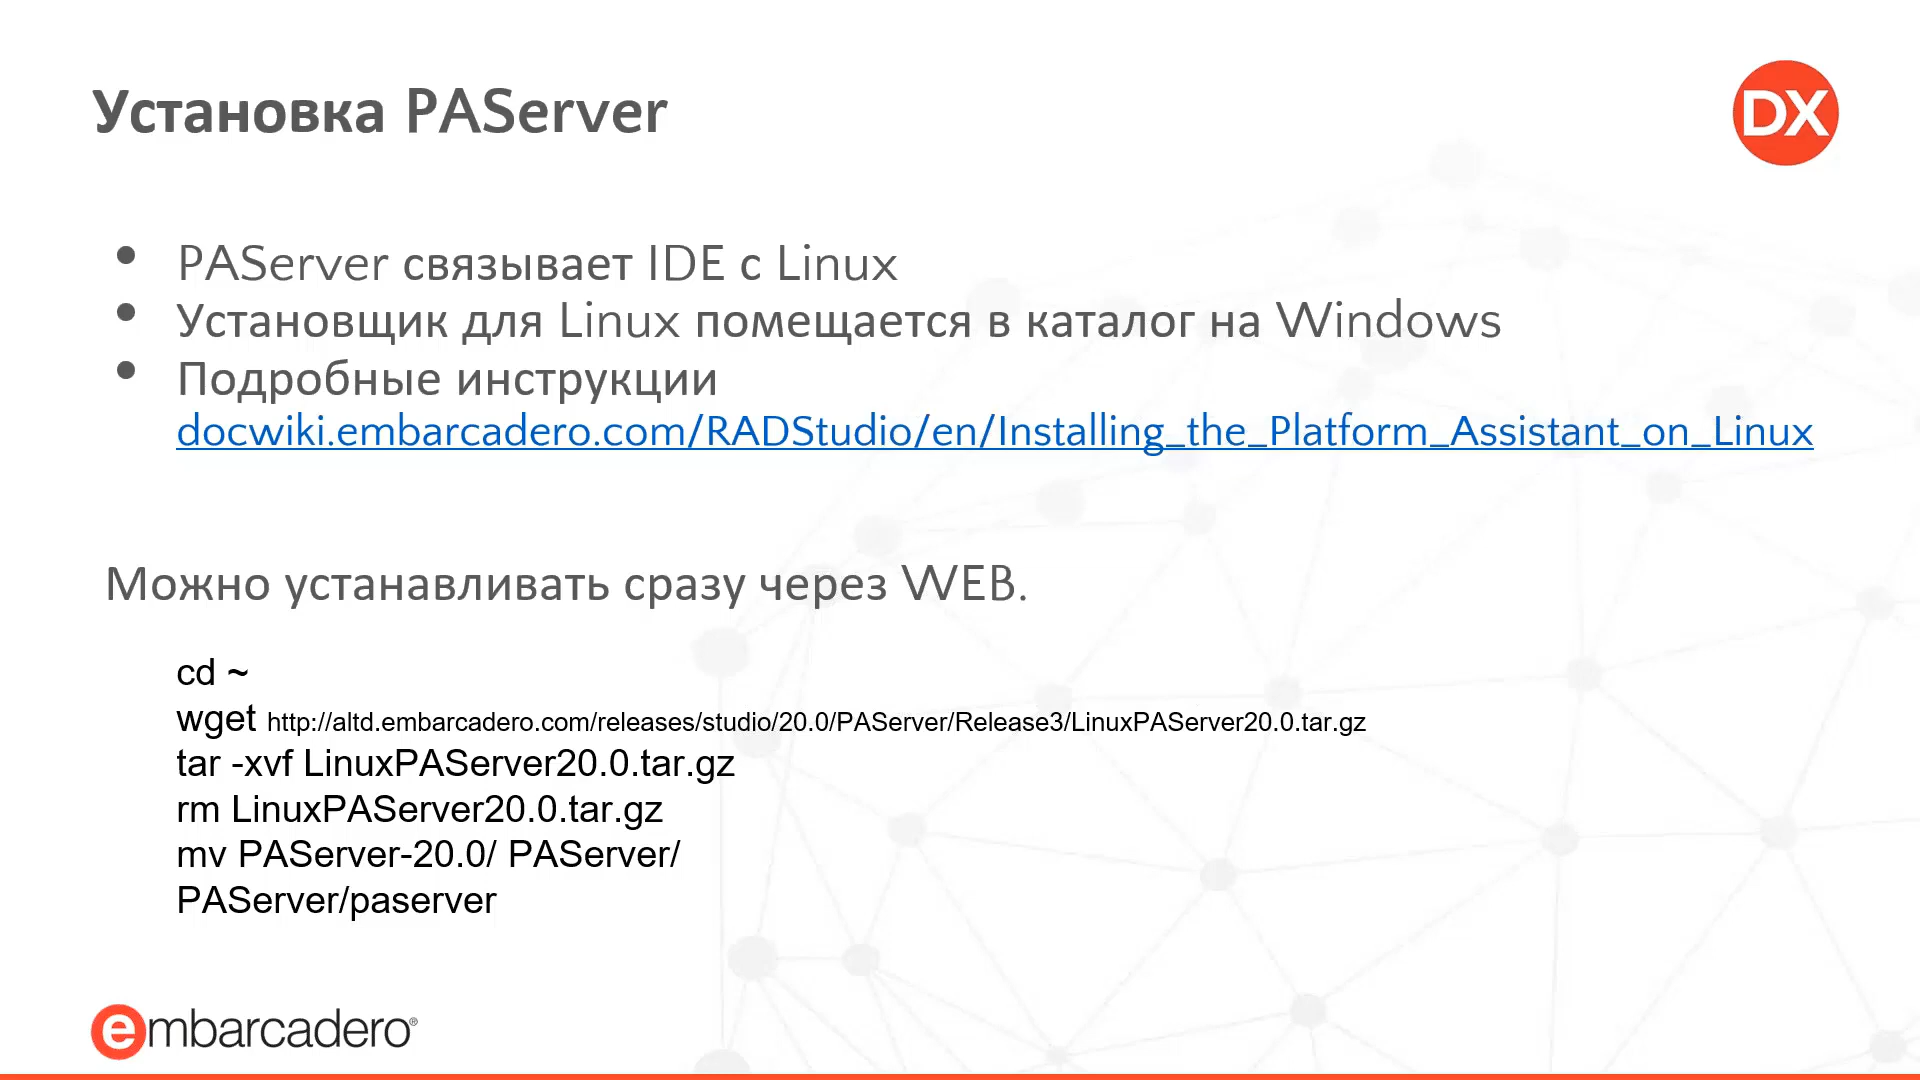 Установка PAServer
DX
• PAServer связывает IDE с Linux
• Установщик для Linux помещается в каталог на Windows
• Подробные инструкции
docwiki.embarcadero.com/RADStudio/en/Installing_the_Platform_Assistant_on_Linux
Можно устанавливать сразу через WEB.
cd ~
wget http://altd.embarcadero.com/releases/studio/20.0/PAServer/Release3/LinuxPAServer20.0.tar.gz
tar -xvf LinuxPAServer20.0.tar.gz
rm LinuxPAServer20.0.tar.gz
mv PAServer-20.0/ PAServer/
PAServer/paserver
embarcadero®